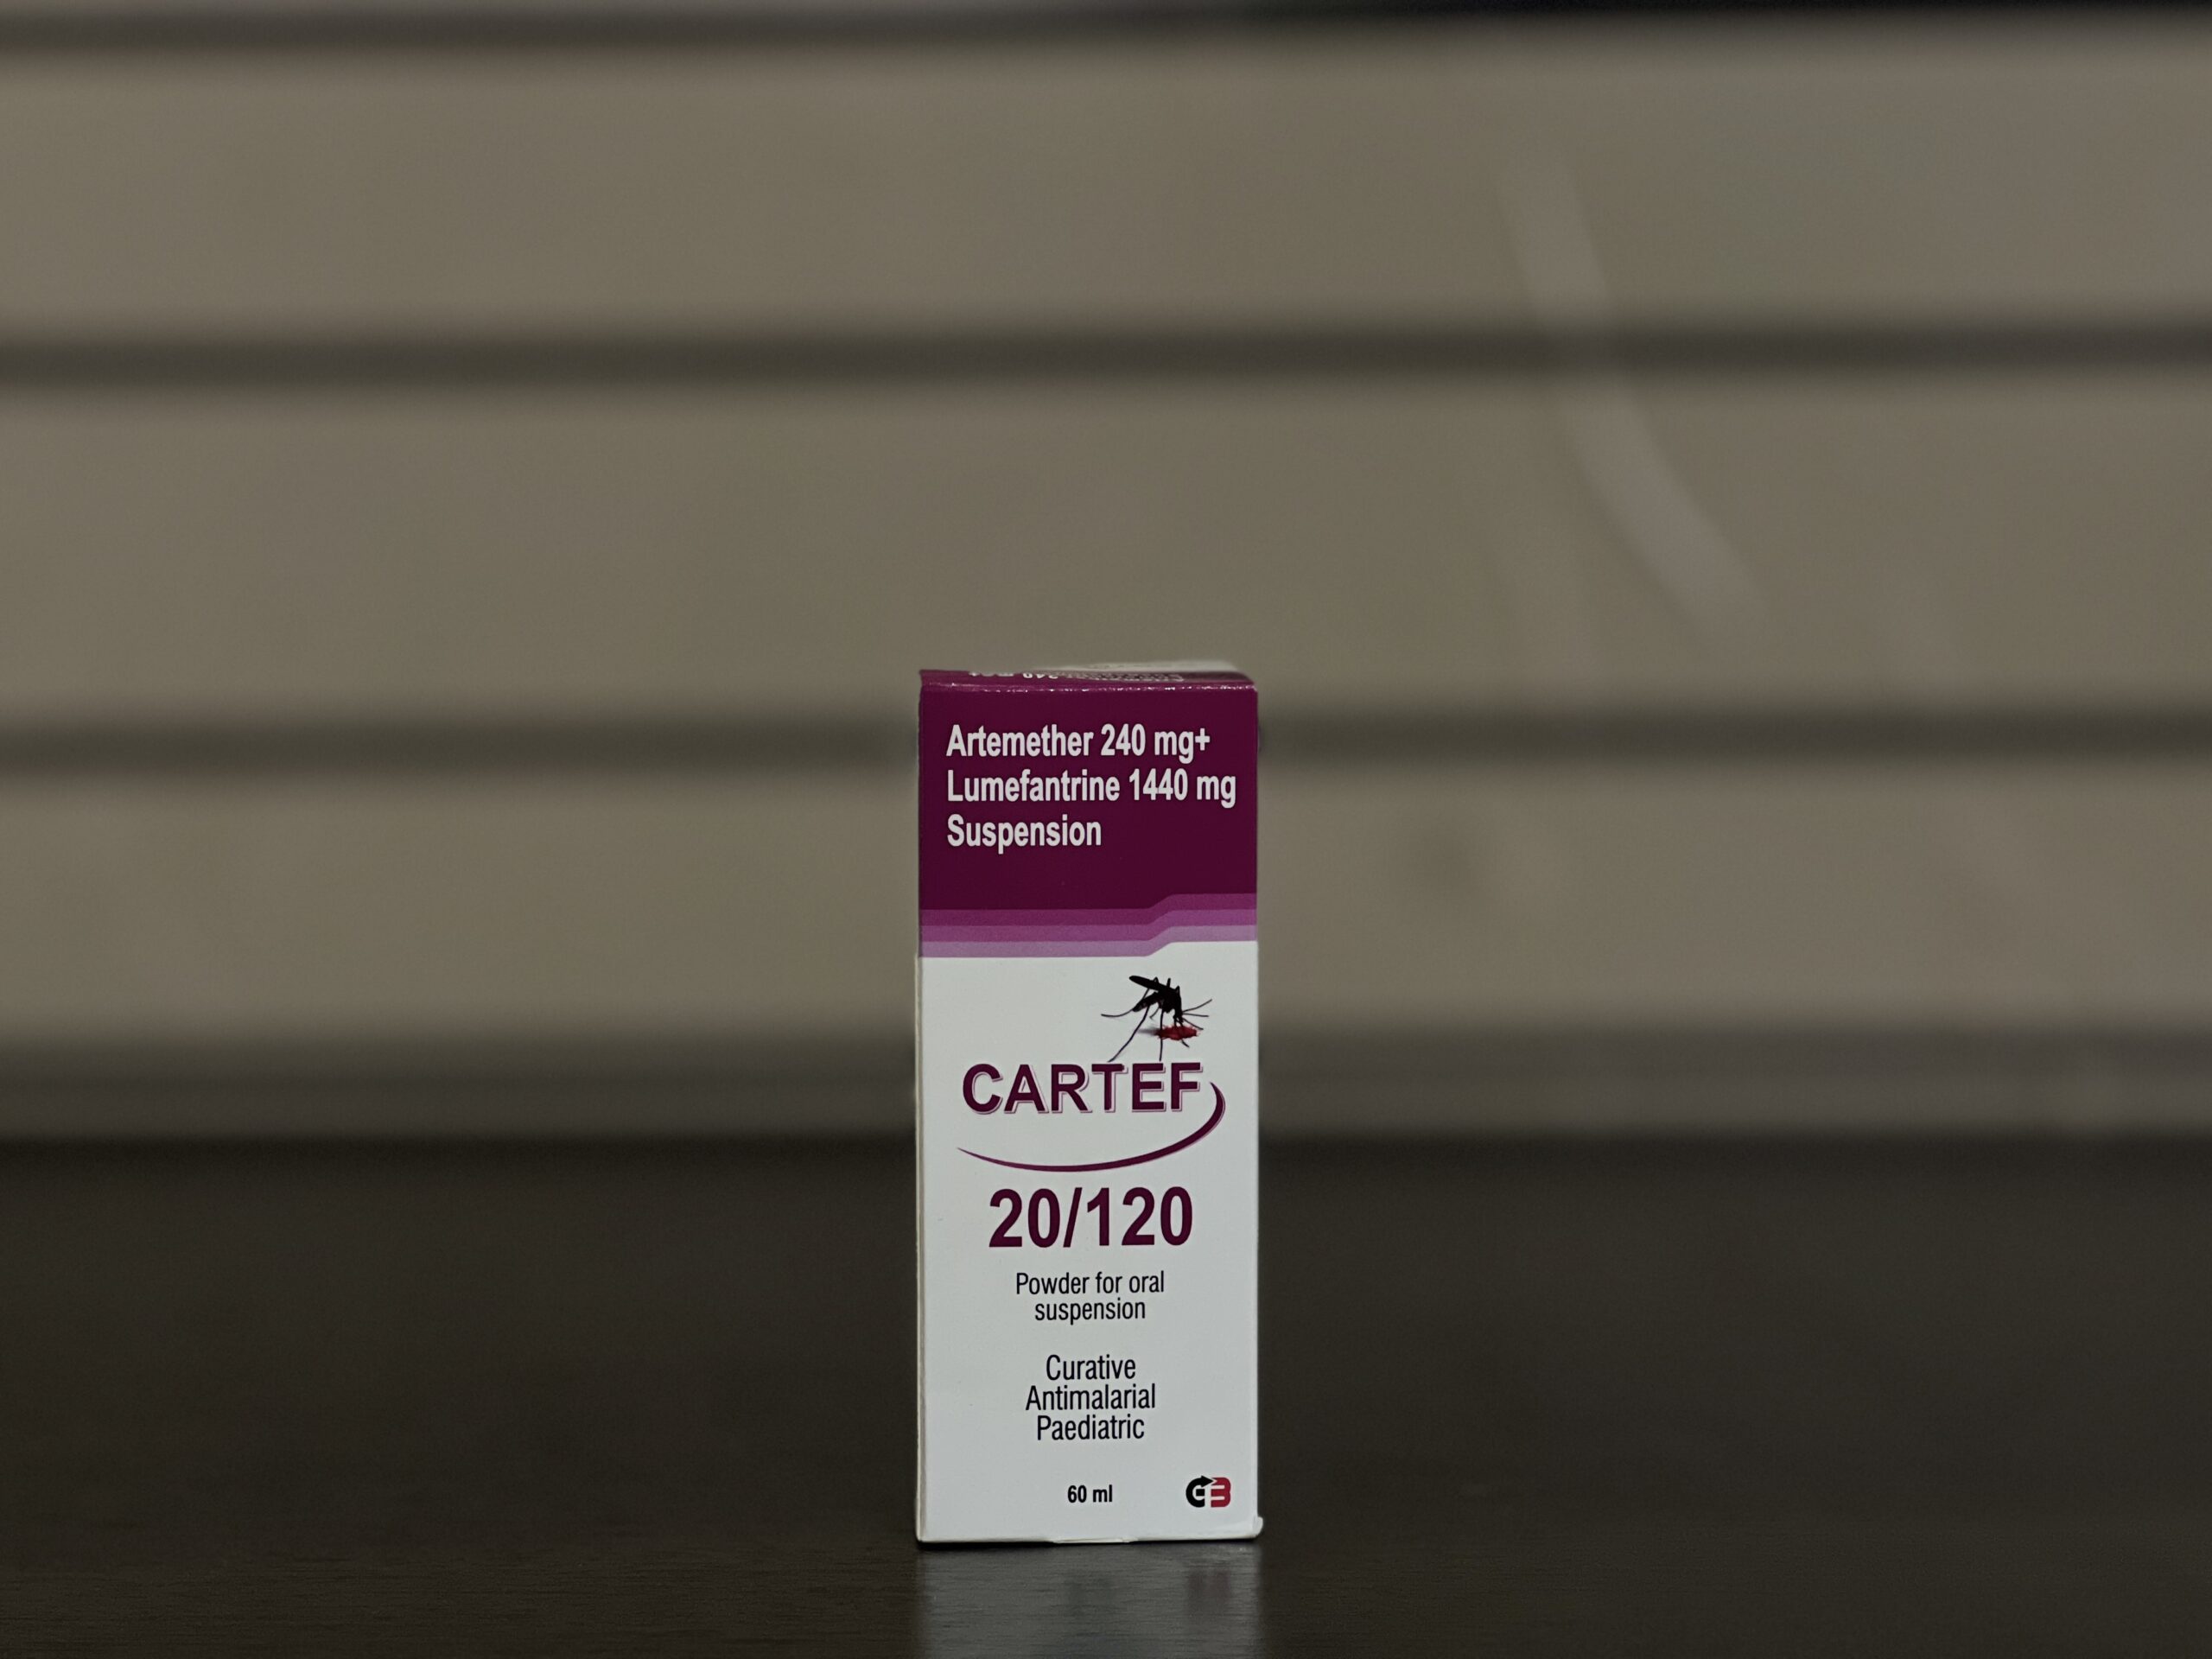 Artemether 240 mg+
Lumefantrine 1440 mg
Suspension
CARTEF
20/120
Powder for oral
suspension
Curative
Antimalarial
Paediatric
60 ml